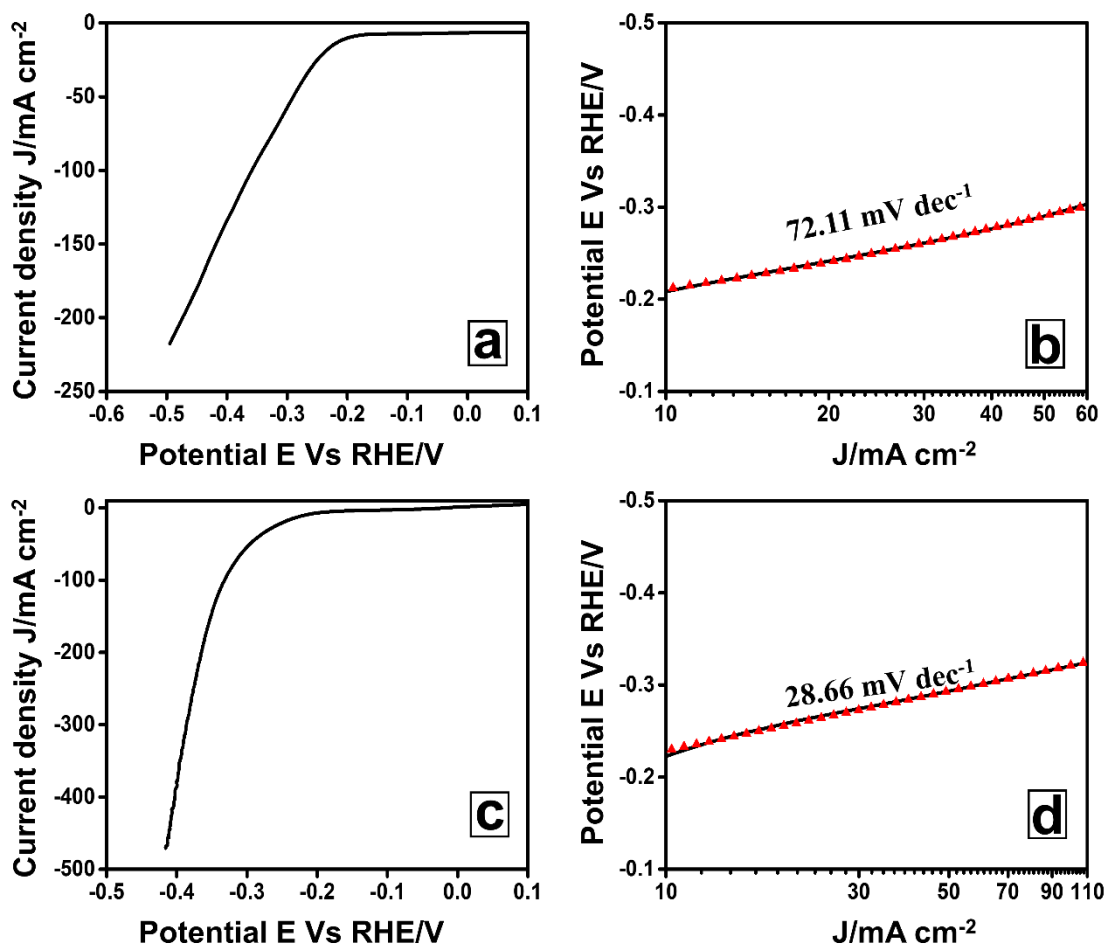 Current density J/mA cm-2
0
-50
-100
-150
-200
-250
-0.6 -0.5 -0.4 -0.3 -0.2 -0.1 0.0 0.1
Potential E Vs RHE/V
a
Potential E Vs RHE/V
-0.5
-0.4
-0.3
-0.2
-0.1
72.11 mV dec-1
10 20 30 40 50 60
J/mA cm-2
b
Current density J/mA cm-2
0
-100
-200
-300
-400
-500
-0.5 -0.4 -0.3 -0.2 -0.1 0.0 0.1
Potential E Vs RHE/V
c
Potential E Vs RHE/V
-0.5
-0.4
-0.3
-0.2
-0.1
28.66 mV dec-1
10 30 50 70 90 110
J/mA cm-2
d